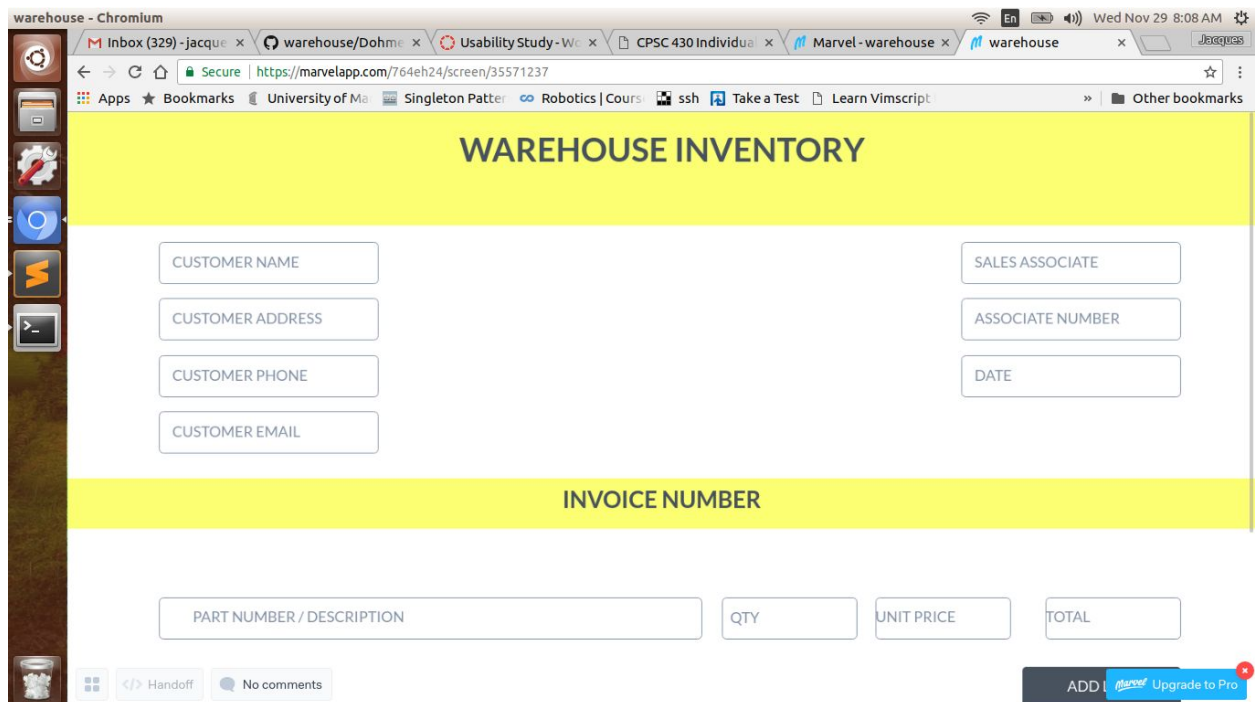 warehouse - Chromium En Wed Nov 29 8:08 AM
Inbox (329) - jacque warehouse/Dohme Usability Study - Wo CPSC 430 Individual Marvel - warehouse warehouse Jacques
Secure https://marvelapp.com/764eh24/screen/35571237
Apps Bookmarks University of Ma Singleton Patter Robotics | Cours ssh Take a Test Learn Vimscript » Other bookmarks
WAREHOUSE INVENTORY
CUSTOMER NAME SALES ASSOCIATE
CUSTOMER ADDRESS ASSOCIATE NUMBER
CUSTOMER PHONE DATE
CUSTOMER EMAIL
INVOICE NUMBER
PART NUMBER / DESCRIPTION QTY UNIT PRICE TOTAL
</> Handoff No comments ADD Marvel Upgrade to Pro